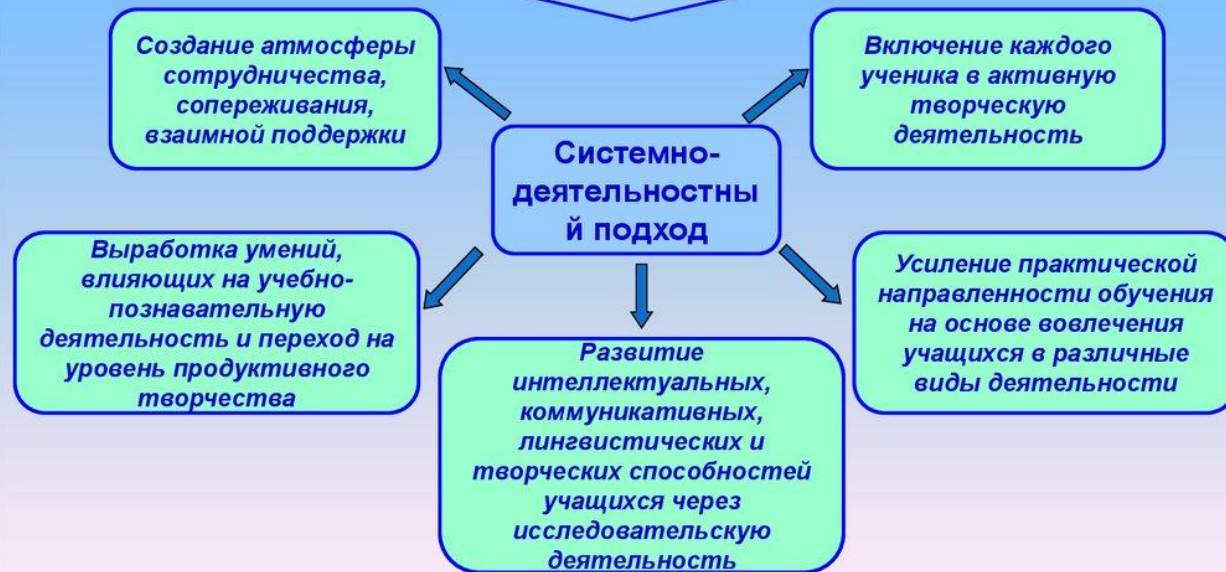 Создание атмосферы
сотрудничества,
сопереживания,
взаимной поддержки
Включение каждого
ученика в активную
творческую
деятельность
Системно-
деятельностны
й подход
Выработка умений,
влияющих на учебно-
познавательную
деятельность и переход на
уровень продуктивного
творчества
Усиление практической
направленности обучения
на основе вовлечения
учащихся в различные
виды деятельности
Развитие
интеллектуальных,
коммуникативных,
лингвистических и
творческих способностей
учащихся через
исследовательскую
деятельность